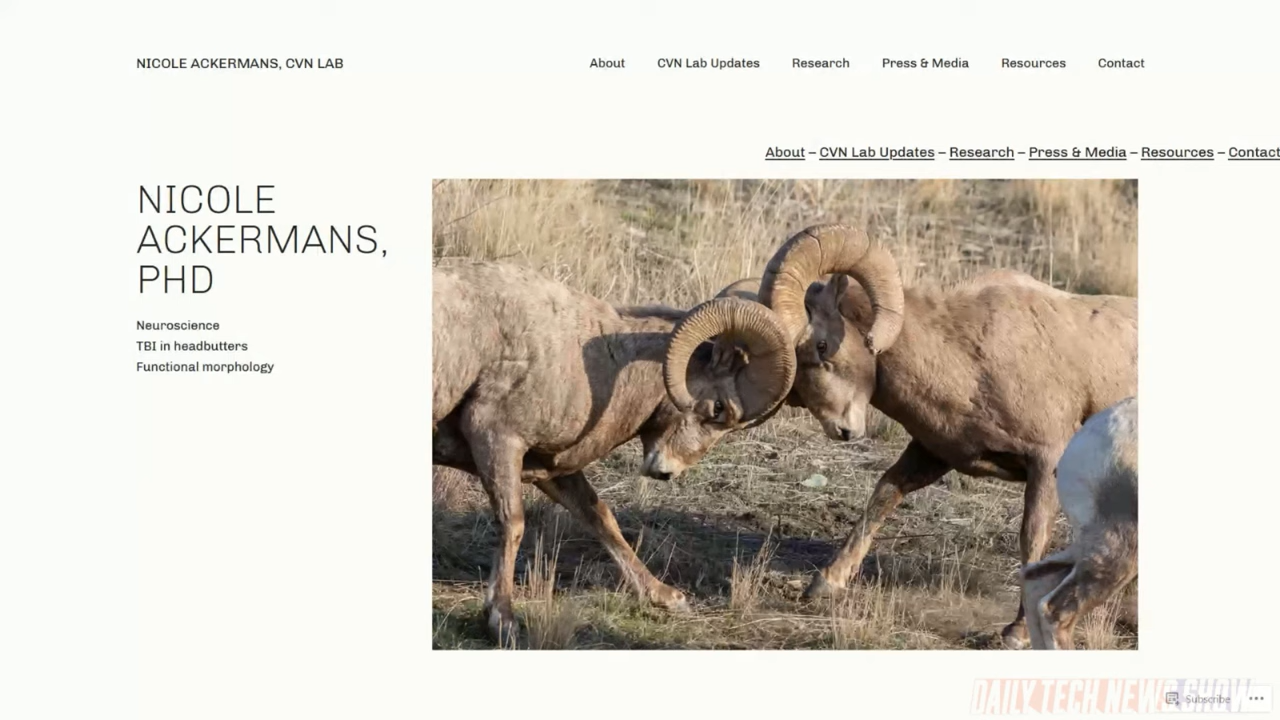 NICOLE ACKERMANS, CVN LAB
About CVN Lab Updates Research Press & Media Resources Contact
About – CVN Lab Updates – Research – Press & Media – Resources – Contact
NICOLE
ACKERMANS,
PHD
Neuroscience
TBI in headbutters
Functional morphology
DAILY TECH NEWS SHOW
Subscribe